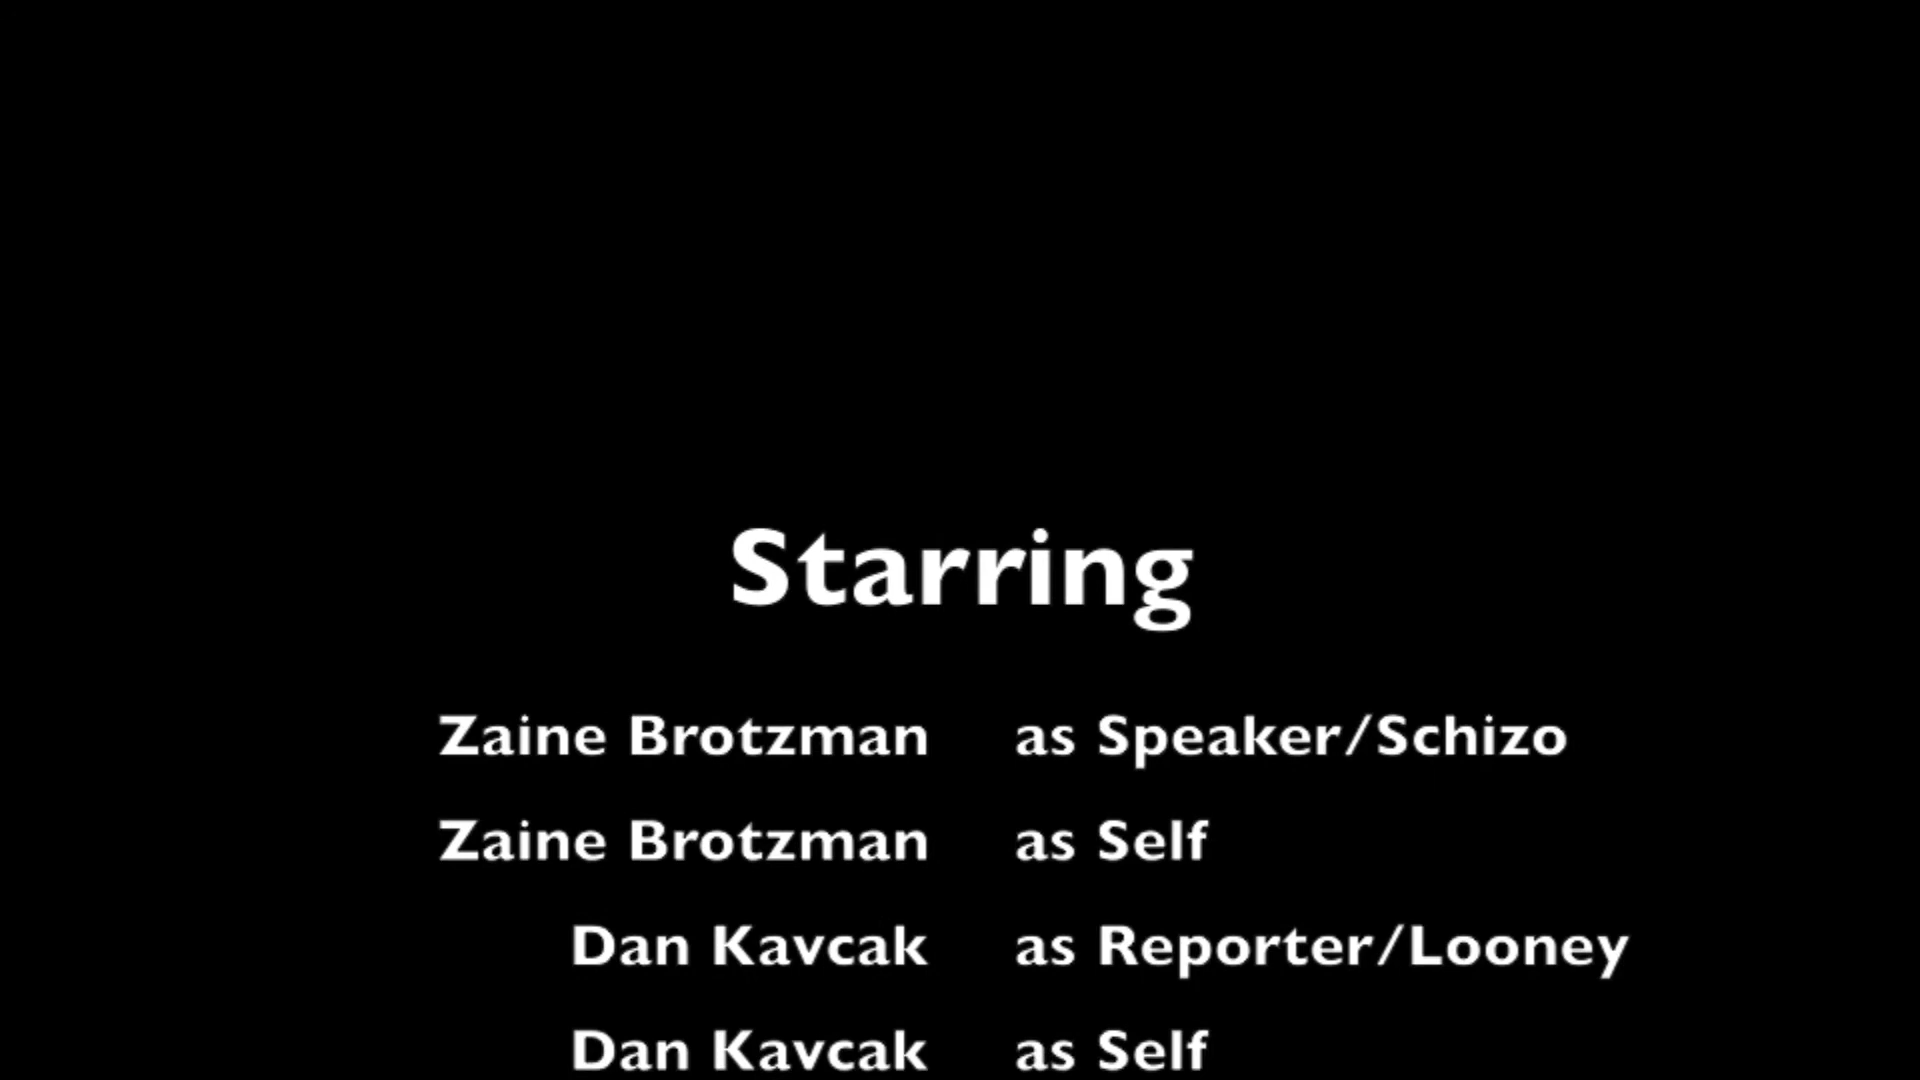 Starring
Zaine Brotzman as Speaker/Schizo
Zaine Brotzman as Self
Dan Kavcak as Reporter/Looney
Dan Kavcak as Self